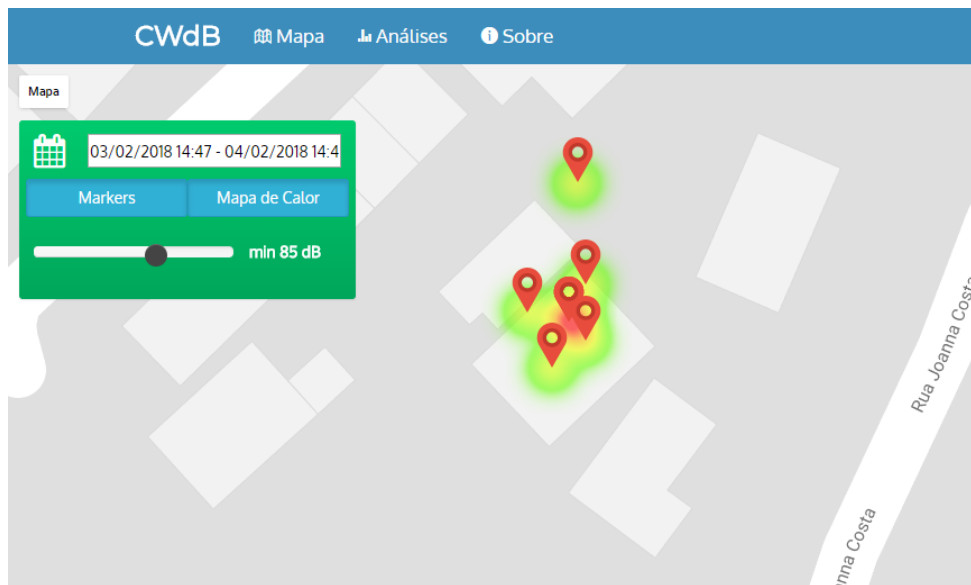 CWdB Mapa Análises Sobre
Mapa
03/02/2018 14:47 - 04/02/2018 14:4
Markers Mapa de Calor
min 85 dB
Rua Joanna Costa
anna Costa